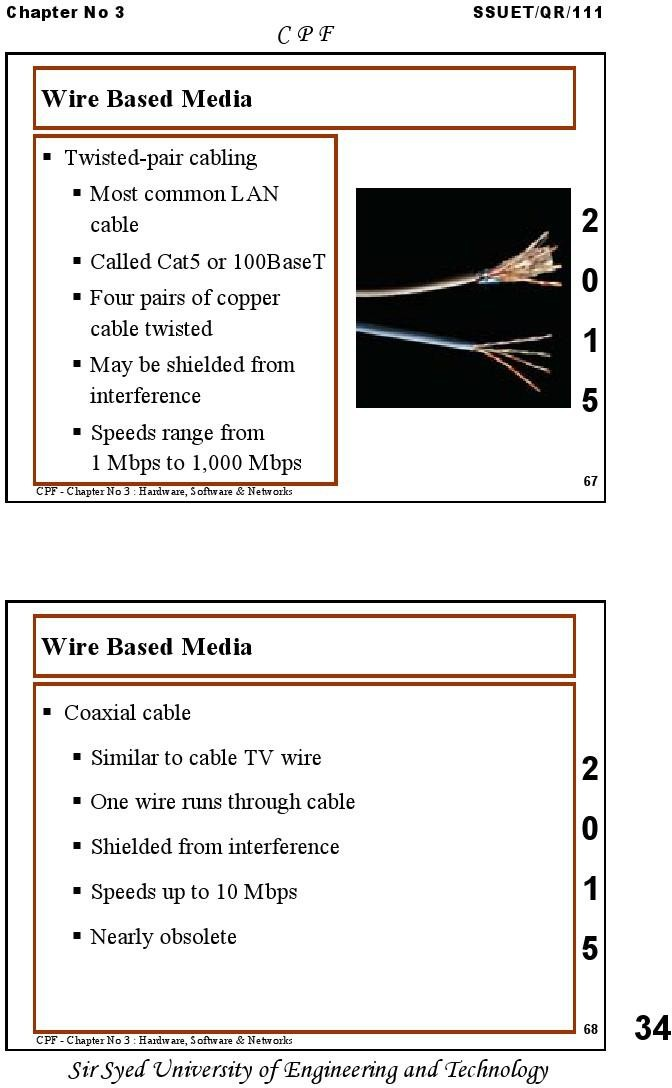 Chapter No 3 SSUET/QR/111
C P F
Wire Based Media
▪ Twisted-pair cabling
▪ Most common LAN
cable
▪ Called Cat5 or 100BaseT
▪ Four pairs of copper
cable twisted
▪ May be shielded from
interference
▪ Speeds range from
1 Mbps to 1,000 Mbps
2
0
1
5
67
CPF - Chapter No 3 : Hardware, Software & Networks
Wire Based Media
▪ Coaxial cable
▪ Similar to cable TV wire
▪ One wire runs through cable
▪ Shielded from interference
▪ Speeds up to 10 Mbps
▪ Nearly obsolete
2
0
1
5
68
CPF - Chapter No 3 : Hardware, Software & Networks
34
Sir Syed University of Engineering and Technology